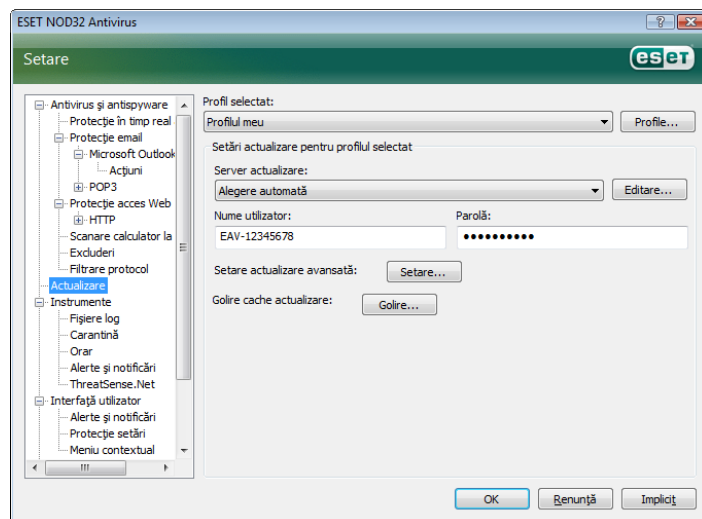 ESET NOD32 Antivirus
Setare
eseT
Antivirus şi antispyware
Protecţie în timp real
Protecţie email
Microsoft Outlook
Acţiuni
POP3
Protecţie acces Web
HTTP
Scanare calculator la
Excluderi
Filtrare protocol
Actualizare
Instrumente
Fişiere log
Carantină
Orar
Alerte şi notificări
ThreatSense.Net
Interfaţă utilizator
Alerte şi notificări
Protecţie setări
Meniu contextual
Profil selectat:
Profilul meu
Profile...
Setări actualizare pentru profilul selectat
Server actualizare:
Alegere automată
Editare...
Nume utilizator:
Parolă:
EAV-12345678
●●●●●●●●●●
Setare actualizare avansată:
Setare...
Golire cache actualizare:
Golire...
OK
Renunţă
Implicit